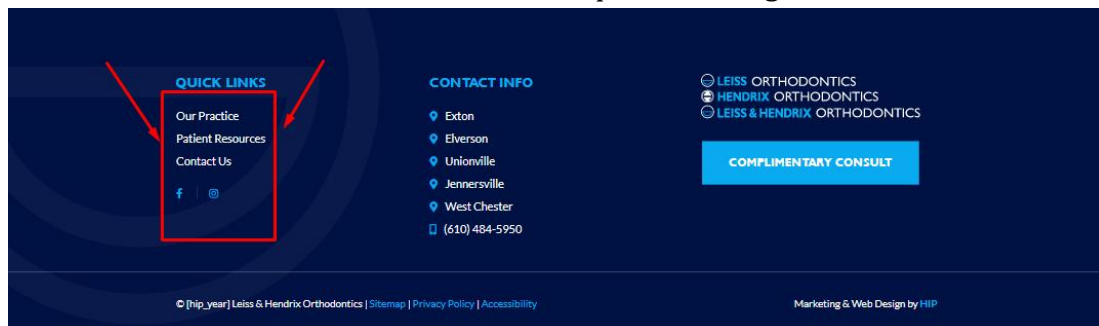 QUICK LINKS
Our Practice
Patient Resources
Contact Us
CONTACT INFO
Exton
Elverson
Unionville
Jennersville
West Chester
(610) 484-5950
LEISS ORTHODONTICS
HENDRIX ORTHODONTICS
LEISS & HENDRIX ORTHODONTICS
COMPLIMENTARY CONSULT
© [hip_year] Leiss & Hendrix Orthodontics | Sitemap | Privacy Policy | Accessibility
Marketing & Web Design by HIP